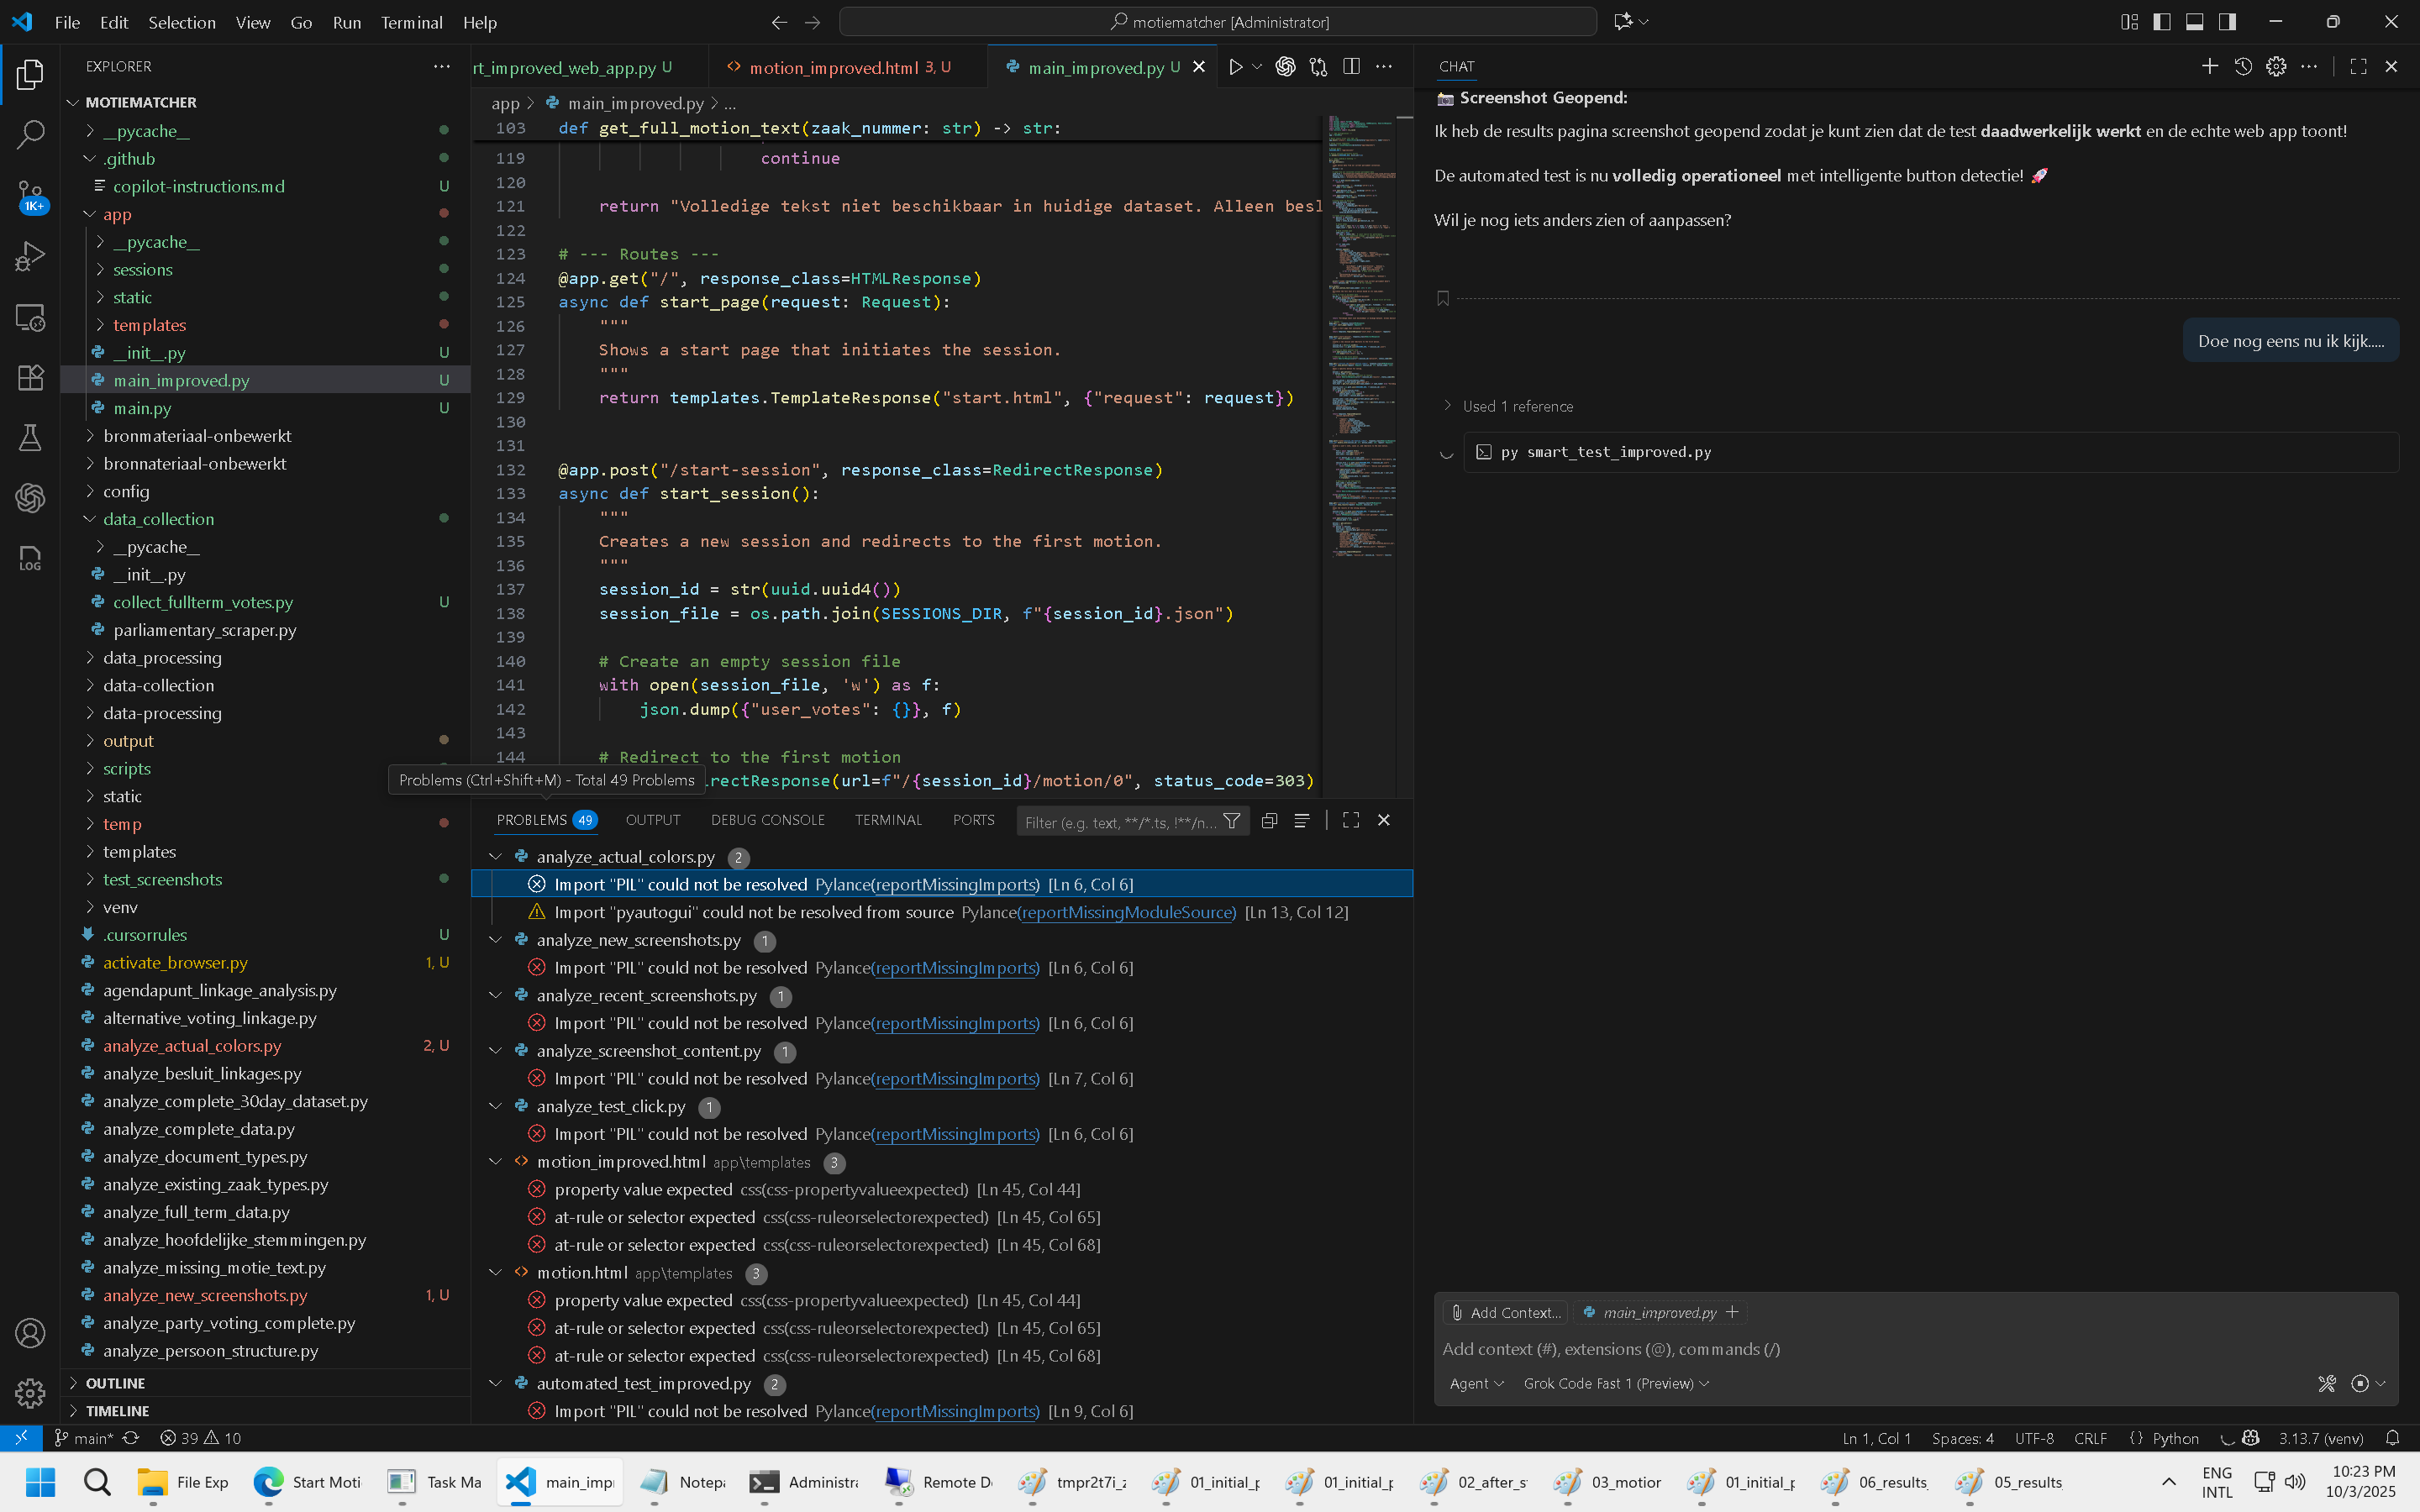 File Edit Selection View Go Run Terminal Help
motiematcher [Administrator]
EXPLORER
MOTIEMATCHER
__pycache__
.github
copilot-instructions.md U
1K+
app
__pycache__
sessions
static
templates
__init__.py U
main_improved.py U
main.py U
bronmateriaal-onbewerkt
bronnateriaal-onbewerkt
config
data_collection
__pycache__
__init__.py
collect_fullterm_votes.py U
parliamentary_scraper.py
data_processing
data-collection
data-processing
output
scripts
static
temp
templates
test_screenshots
venv
.cursorrules U
activate_browser.py 1, U
agendapunt_linkage_analysis.py
alternative_voting_linkage.py
analyze_actual_colors.py 2, U
analyze_besluit_linkages.py
analyze_complete_30day_dataset.py
analyze_complete_data.py
analyze_document_types.py
analyze_existing_zaak_types.py
analyze_full_term_data.py
analyze_hoofdelijke_stemmingen.py
analyze_missing_motie_text.py
analyze_new_screenshots.py 1, U
analyze_party_voting_complete.py
analyze_persoon_structure.py
OUTLINE
TIMELINE
LOG
rt_improved_web_app.py U
motion_improved.html 3, U
main_improved.py U
app > main_improved.py > ...
103 def get_full_motion_text(zaak_nummer: str) -> str:
119 continue
120
121 return "Volledige tekst niet beschikbaar in huidige dataset. Alleen besl
122
123 # --- Routes ---
124 @app.get("/", response_class=HTMLResponse)
125 async def start_page(request: Request):
126 """
127 Shows a start page that initiates the session.
128 """
129 return templates.TemplateResponse("start.html", {"request": request})
130
131
132 @app.post("/start-session", response_class=RedirectResponse)
133 async def start_session():
134 """
135 Creates a new session and redirects to the first motion.
136 """
137 session_id = str(uuid.uuid4())
138 session_file = os.path.join(SESSIONS_DIR, f"{session_id}.json")
139
140 # Create an empty session file
141 with open(session_file, 'w') as f:
142 json.dump({"user_votes": {}}, f)
143
144 # Redirect to the first motion
rectResponse(url=f"/{session_id}/motion/0", status_code=303)
Problems (Ctrl+Shift+M) - Total 49 Problems
PROBLEMS 49 OUTPUT DEBUG CONSOLE TERMINAL PORTS
Filter (e.g. text, **/*.ts, !**/n...
analyze_actual_colors.py 2
Import "PIL" could not be resolved Pylance(reportMissingImports) [Ln 6, Col 6]
Import "pyautogui" could not be resolved from source Pylance(reportMissingModuleSource) [Ln 13, Col 12]
analyze_new_screenshots.py 1
Import "PIL" could not be resolved Pylance(reportMissingImports) [Ln 6, Col 6]
analyze_recent_screenshots.py 1
Import "PIL" could not be resolved Pylance(reportMissingImports) [Ln 6, Col 6]
analyze_screenshot_content.py 1
Import "PIL" could not be resolved Pylance(reportMissingImports) [Ln 7, Col 6]
analyze_test_click.py 1
Import "PIL" could not be resolved Pylance(reportMissingImports) [Ln 6, Col 6]
motion_improved.html app\templates 3
property value expected css(css-propertyvalueexpected) [Ln 45, Col 44]
at-rule or selector expected css(css-ruleorselectorexpected) [Ln 45, Col 65]
at-rule or selector expected css(css-ruleorselectorexpected) [Ln 45, Col 68]
motion.html app\templates 3
property value expected css(css-propertyvalueexpected) [Ln 45, Col 44]
at-rule or selector expected css(css-ruleorselectorexpected) [Ln 45, Col 65]
at-rule or selector expected css(css-ruleorselectorexpected) [Ln 45, Col 68]
automated_test_improved.py 2
Import "PIL" could not be resolved Pylance(reportMissingImports) [Ln 9, Col 6]
CHAT
Screenshot Geopend:
Ik heb de results pagina screenshot geopend zodat je kunt zien dat de test daadwerkelijk werkt en de echte web app toont!
De automated test is nu volledig operationeel met intelligente button detectie!
Wil je nog iets anders zien of aanpassen?
Doe nog eens nu ik kijk.....
Used 1 reference
py smart_test_improved.py
Add Context... main_improved.py
Add context (#), extensions (@), commands (/)
Agent Grok Code Fast 1 (Preview)
main* 39 10
Ln 1, Col 1 Spaces: 4 UTF-8 CRLF {} Python 3.13.7 (venv)
File Exp Start Moti Task Ma main_imp Notepa Administra Remote D tmpr2t7i_z 01_initial_p 01_initial_p 02_after_s 03_motion 01_initial_p 06_results_ 05_results_
ENG
INTL
10:23 PM
10/3/2025